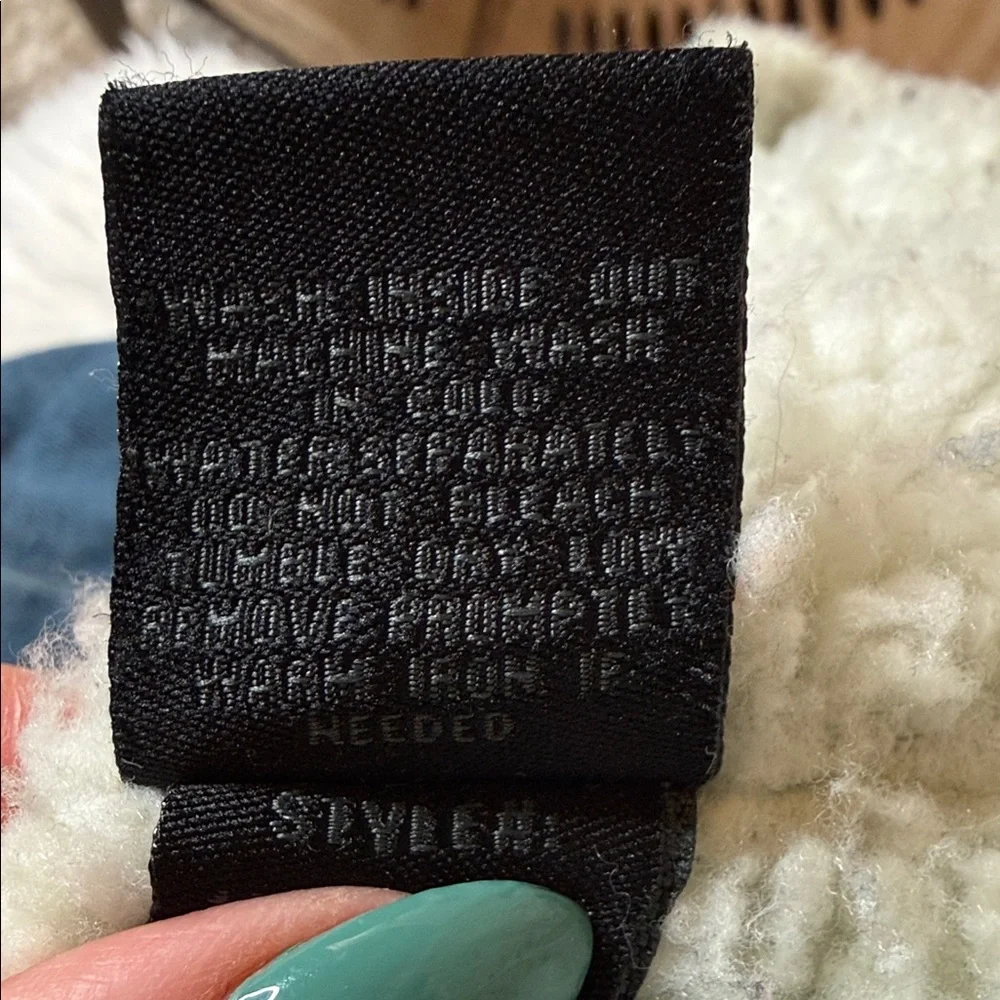 WASH INSIDE OUT
MACHINE WASH
IN COLD
WATER SEPARATELY
DO NOT BLEACH
TUMBLE DRY LOW
REMOVE PROMPTLY
WARM IRON IF
NEEDED
STYLEN: